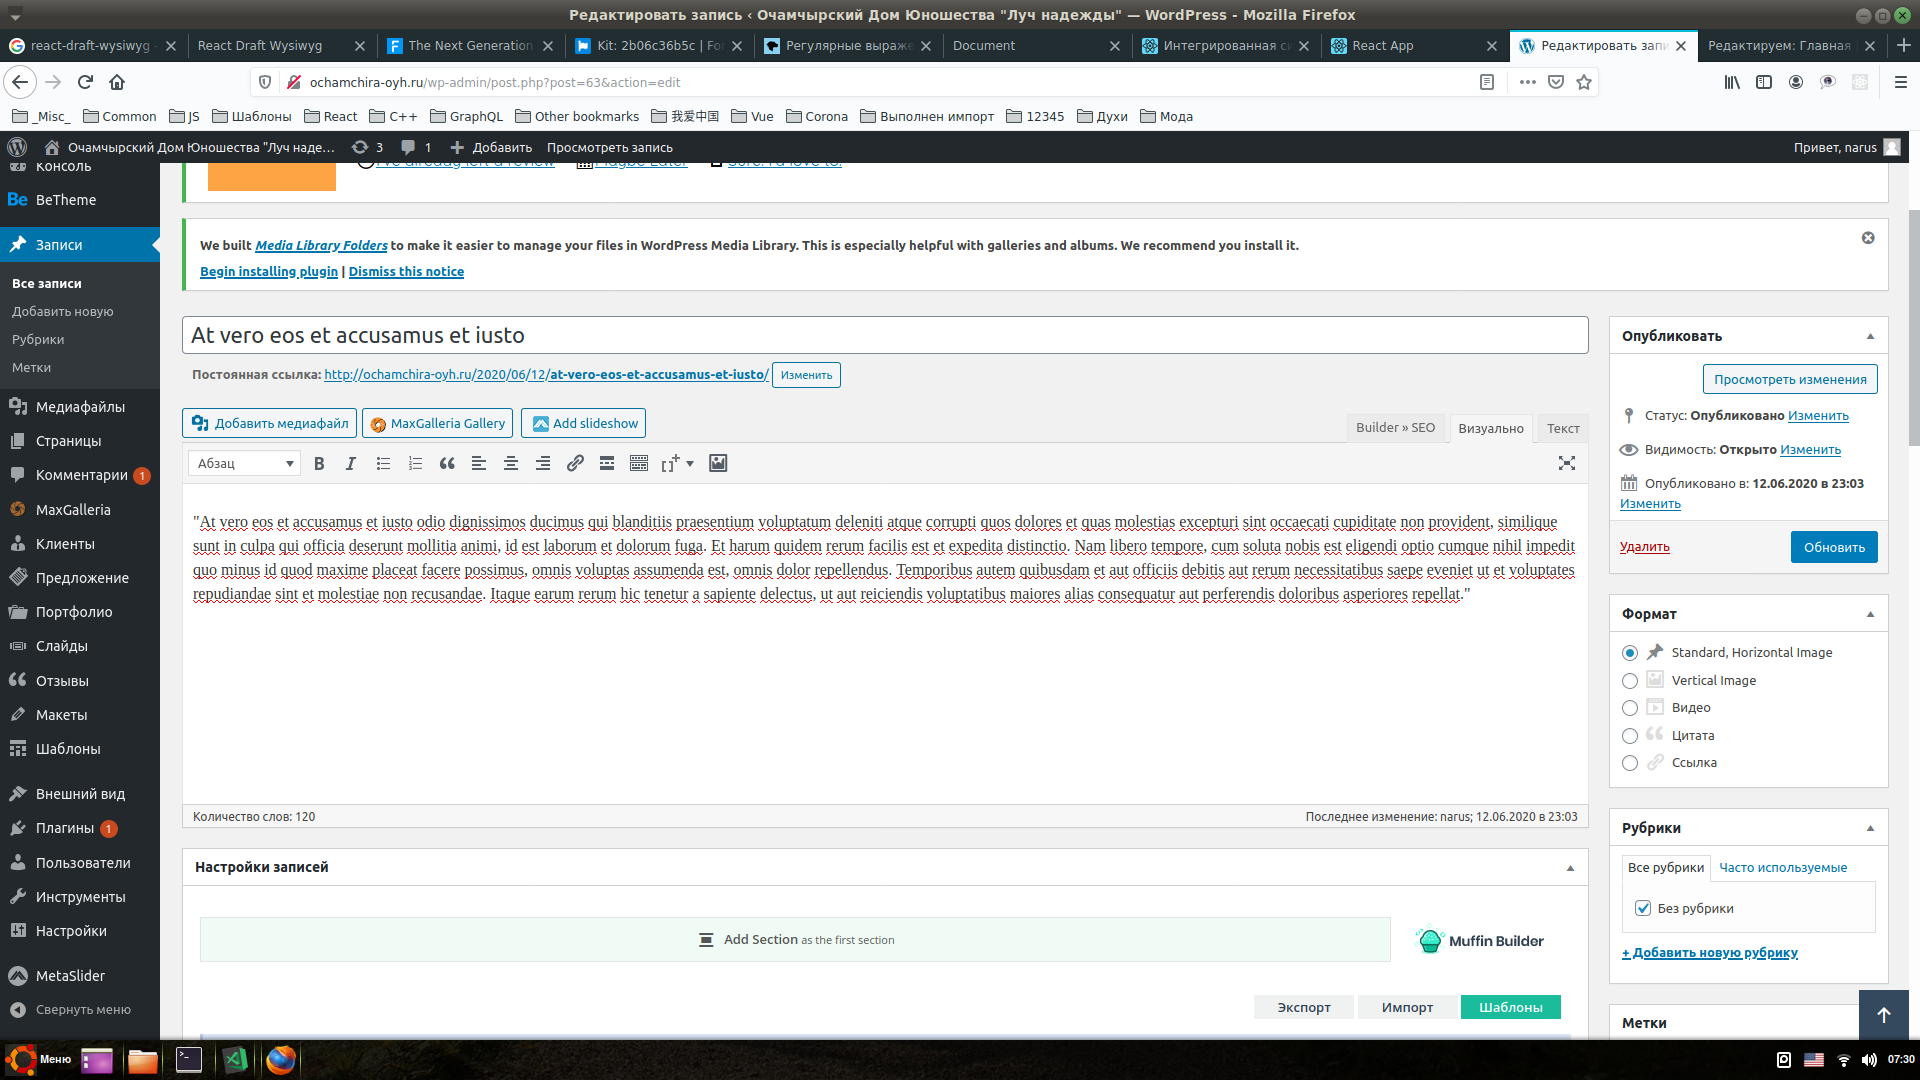 Редактировать запись ‹ Очамчырский Дом Юношества "Луч надежды" — WordPress - Mozilla Firefox
react-draft-wysiwyg -
React Draft Wysiwyg
The Next Generation
Kit: 2b06c36b5c | Fo
Регулярные выраже
Document
Интегрированная с
React App
Редактировать запи
Редактируем: Главная
ochamchira-oyh.ru/wp-admin/post.php?post=63&action=edit
_Misc_
Common
JS
Шаблоны
React
C++
GraphQL
Other bookmarks
我爱中国
Vue
Corona
Выполнен импорт
12345
Духи
Мода
Очамчырский Дом Юношества "Луч наде...
3
1
Добавить
Просмотреть запись
Привет, narus
Консоль
I've already left a review
Maybe Later
Sure! I'd love to!
BeTheme
Записи
Все записи
Добавить новую
Рубрики
Метки
Медиафайлы
Страницы
Комментарии 1
MaxGalleria
Клиенты
Предложение
Портфолио
Слайды
Отзывы
Макеты
Шаблоны
Внешний вид
Плагины 1
Пользователи
Инструменты
Настройки
MetaSlider
Свернуть меню
We built Media Library Folders to make it easier to manage your files in WordPress Media Library. This is especially helpful with galleries and albums. We recommend you install it.
Begin installing plugin | Dismiss this notice
At vero eos et accusamus et iusto
Постоянная ссылка: http://ochamchira-oyh.ru/2020/06/12/at-vero-eos-et-accusamus-et-iusto/ Изменить
Добавить медиафайл
MaxGalleria Gallery
Add slideshow
Builder » SEO
Визуально
Текст
Абзац
"At vero eos et accusamus et iusto odio dignissimos ducimus qui blanditiis praesentium voluptatum deleniti atque corrupti quos dolores et quas molestias excepturi sint occaecati cupiditate non provident, similique
sunt in culpa qui officia deserunt mollitia animi, id est laborum et dolorum fuga. Et harum quidem rerum facilis est et expedita distinctio. Nam libero tempore, cum soluta nobis est eligendi optio cumque nihil impedit
quo minus id quod maxime placeat facere possimus, omnis voluptas assumenda est, omnis dolor repellendus. Temporibus autem quibusdam et aut officiis debitis aut rerum necessitatibus saepe eveniet ut et voluptates
repudiandae sint et molestiae non recusandae. Itaque earum rerum hic tenetur a sapiente delectus, ut aut reiciendis voluptatibus maiores alias consequatur aut perferendis doloribus asperiores repellat."
Количество слов: 120
Последнее изменение: narus; 12.06.2020 в 23:03
Настройки записей
Add Section as the first section
Muffin Builder
Экспорт
Импорт
Шаблоны
Опубликовать
Просмотреть изменения
Статус: Опубликовано Изменить
Видимость: Открыто Изменить
Опубликовано в: 12.06.2020 в 23:03
Изменить
Удалить
Обновить
Формат
Standard, Horizontal Image
Vertical Image
Видео
Цитата
Ссылка
Рубрики
Все рубрики
Часто используемые
Без рубрики
+ Добавить новую рубрику
Метки
Меню
07:30